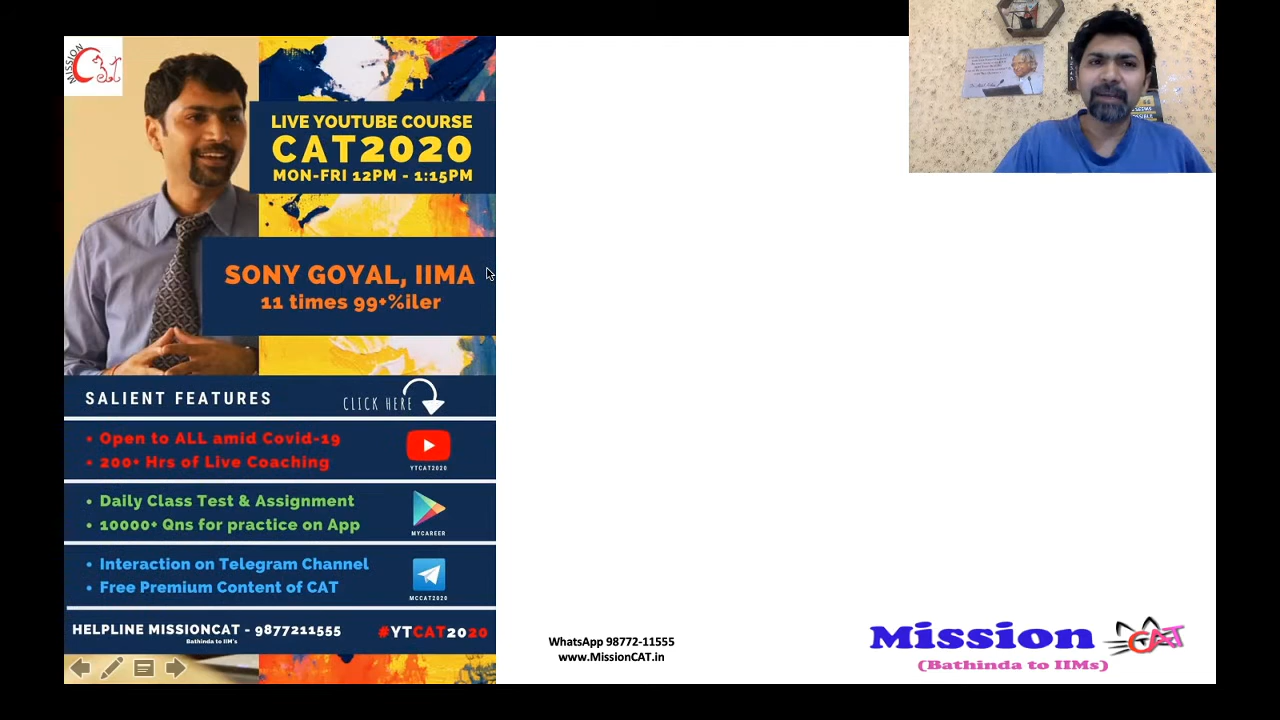 MISSION
CAT
LIVE YOUTUBE COURSE
CAT2020
MON-FRI 12PM - 1:15PM
SONY GOYAL, IIMA
11 times 99+%iler
SALIENT FEATURES
CLICK HERE
• Open to ALL amid Covid-19
• 200+ Hrs of Live Coaching
YTCAT2020
• Daily Class Test & Assignment
• 10000+ Qns for practice on App
MYCAREER
• Interaction on Telegram Channel
• Free Premium Content of CAT
MCCAT2020
HELPLINE MISSIONCAT - 9877211555
Bathinda to IIM's
#YTCAT2020
WhatsApp 98772-11555
www.MissionCAT.in
Mission CAT
(Bathinda to IIMs)